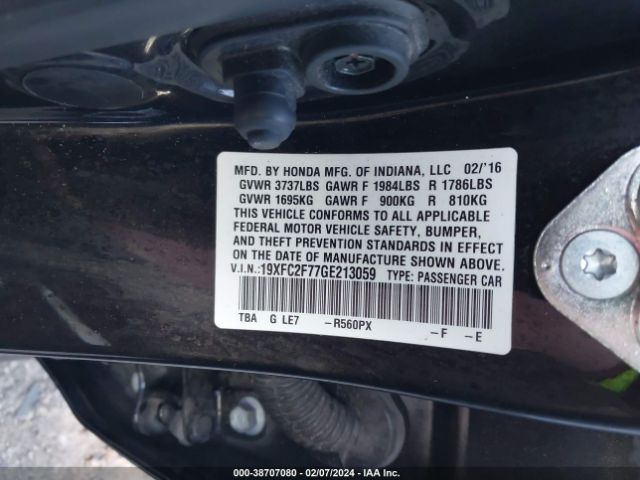 MFD. BY HONDA MFG. OF INDIANA, LLC 02/'16
GVWR 3737LBS GAWR F 1984LBS R 1786LBS
GVWR 1695KG GAWR F 900KG R 810KG
THIS VEHICLE CONFORMS TO ALL APPLICABLE
FEDERAL MOTOR VEHICLE SAFETY, BUMPER,
AND THEFT PREVENTION STANDARDS IN EFFECT
ON THE DATE OF MANUFACTURE SHOWN ABOVE.
V.I.N.:19XFC2F77GE213059 TYPE: PASSENGER CAR
TBA G LE7 -R560PX -F -E
000-38707080 - 02/07/2024 - IAA Inc.